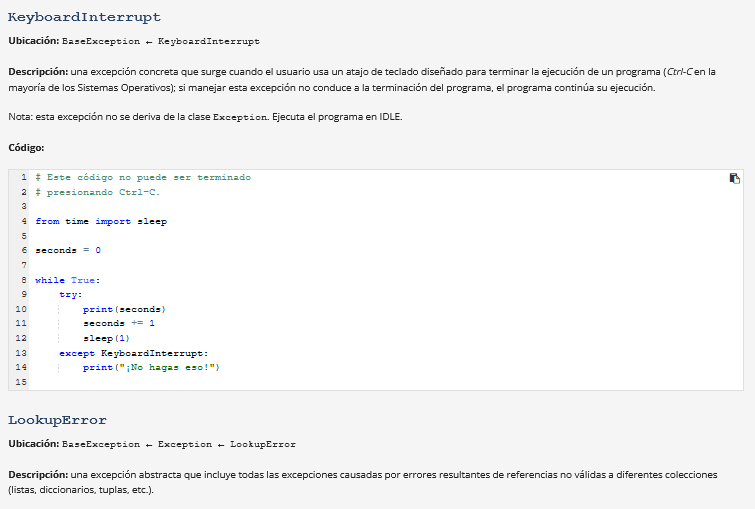 KeyboardInterrupt
Ubicación: BaseException ← KeyboardInterrupt
Descripción: una excepción concreta que surge cuando el usuario usa un atajo de teclado diseñado para terminar la ejecución de un programa (Ctrl-C en la
mayoría de los Sistemas Operativos); si manejar esta excepción no conduce a la terminación del programa, el programa continúa su ejecución.
Nota: esta excepción no se deriva de la clase Exception. Ejecuta el programa en IDLE.
Código:
1 # Este código no puede ser terminado
2 # presionando Ctrl-C.
3
4 from time import sleep
5
6 seconds = 0
7
8 while True:
9     try:
10         print(seconds)
11         seconds += 1
12         sleep(1)
13     except KeyboardInterrupt:
14         print("¡No hagas eso!")
15
LookupError
Ubicación: BaseException ← Exception ← LookupError
Descripción: una excepción abstracta que incluye todas las excepciones causadas por errores resultantes de referencias no válidas a diferentes colecciones
(listas, diccionarios, tuplas, etc.).